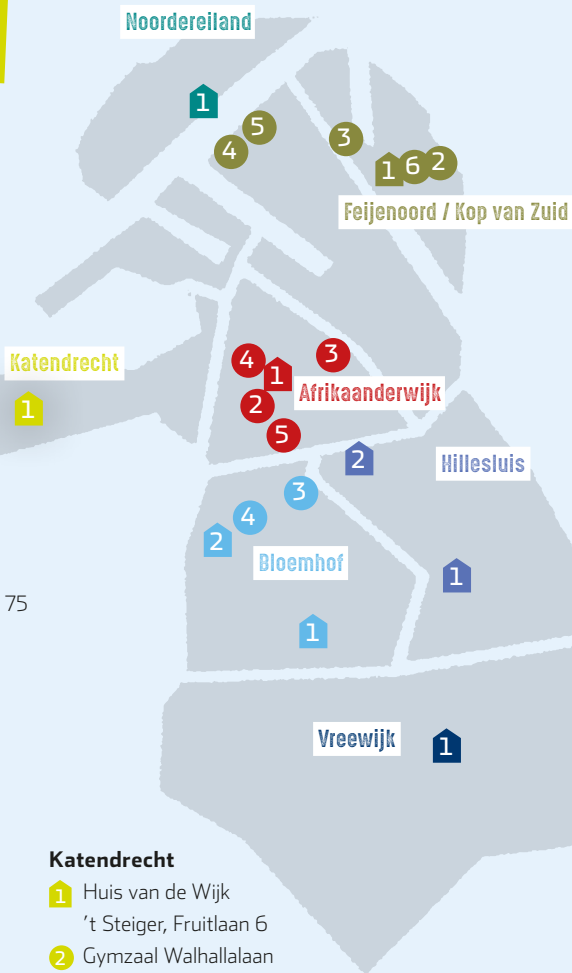 Noordereiland
1
5
4
3
1 6 2
Feijenoord / Kop van Zuid
Katendrecht
1
4
3
1
Afrikaanderwijk
2
5
2
Hillesluis
3
4
2
Bloemhof
1
75
1
Vreewijk
1
Katendrecht
1 Huis van de Wijk
't Steiger, Fruitlaan 6
2 Gymzaal Walhallalaan